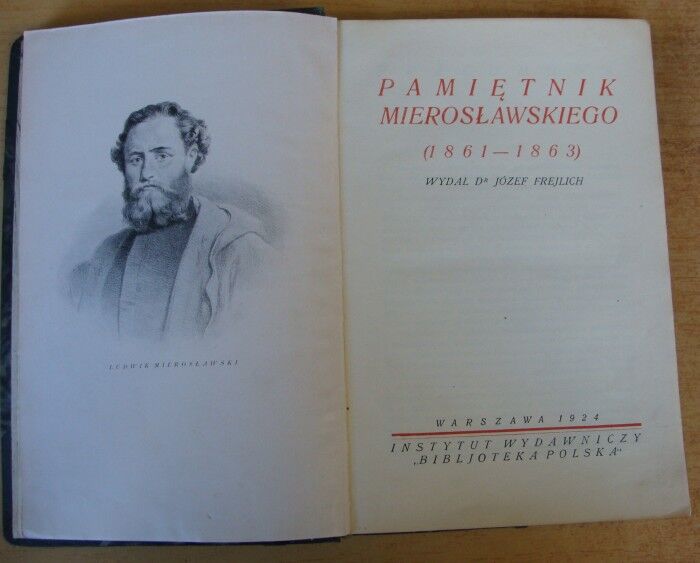 LUDWIK MIEROSŁAWSKI
PAMIĘTNIK
MIEROSŁAWSKIEGO
(1861—1863)
WYDAŁ DR JÓZEF FREJLICH
WARSZAWA 1924
INSTYTUT WYDAWNICZY
„BIBLJOTEKA POLSKA”